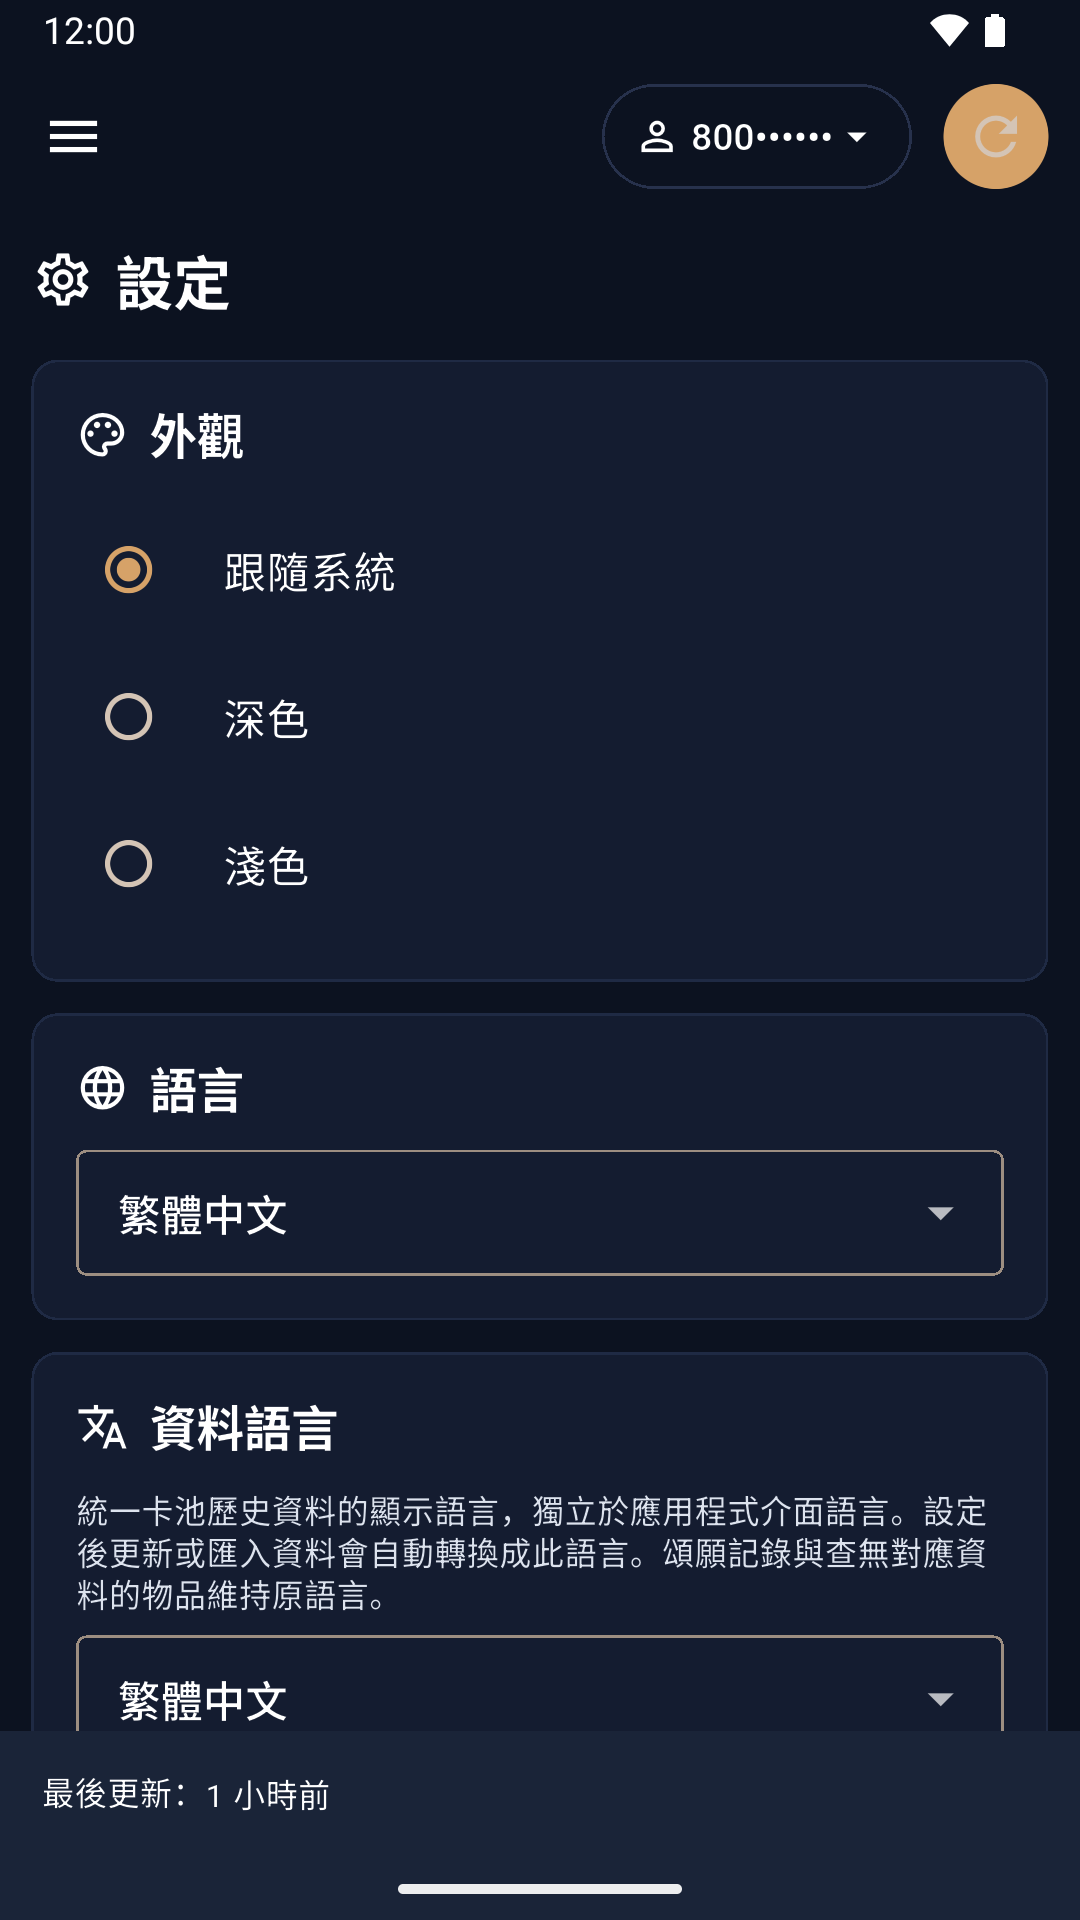 12:00
800••••••
設定
外觀
跟隨系統
深色
淺色
語言
繁體中文
資料語言
統一卡池歷史資料的顯示語言，獨立於應用程式介面語言。設定
後更新或匯入資料會自動轉換成此語言。頌願記錄與查無對應資
料的物品維持原語言。
繁體中文
最後更新：1 小時前